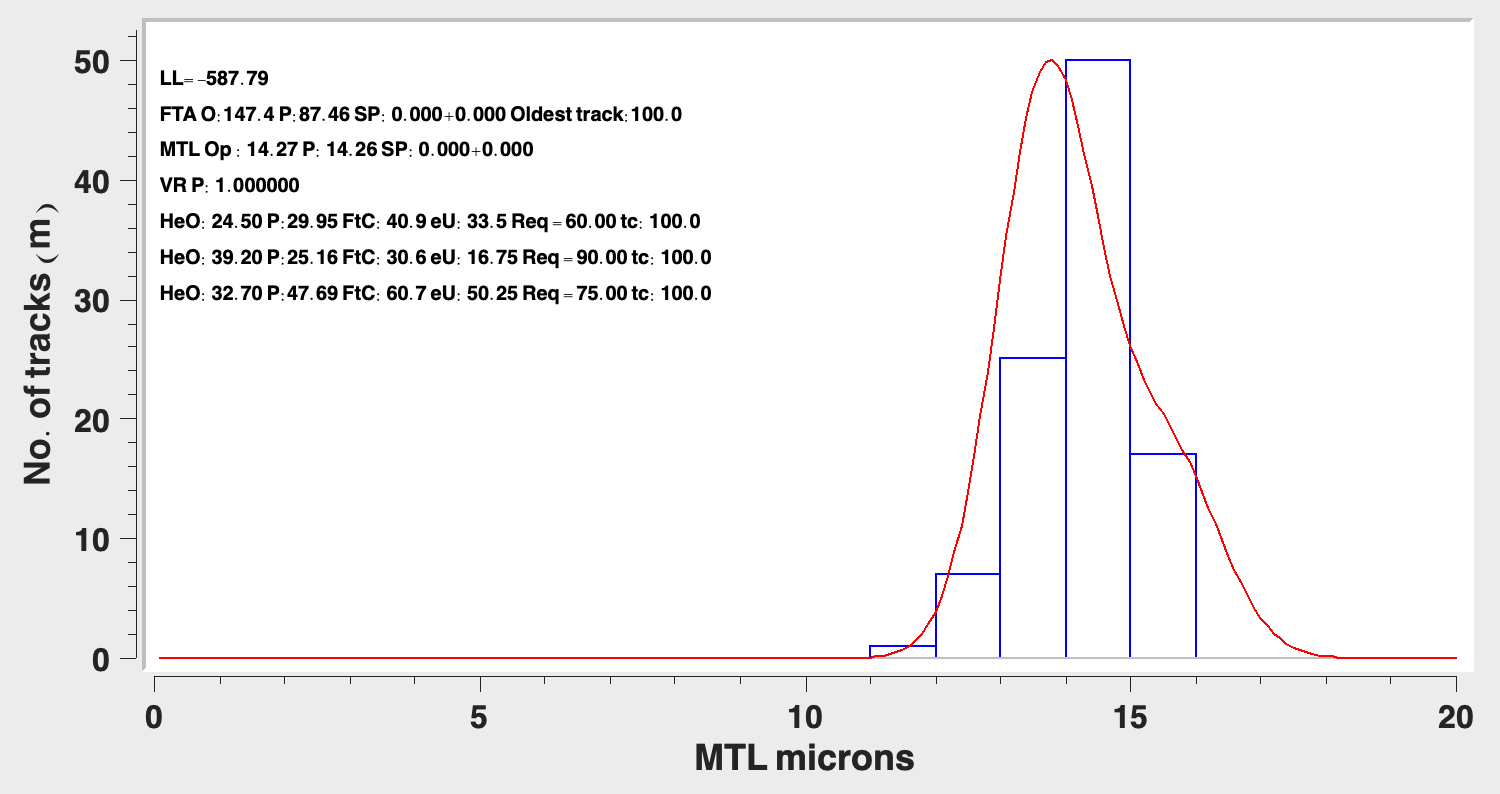 LL=-587.79
FTA O:147.4 P:87.46 SP: 0.000+0.000 Oldest track:100.0
MTL Op : 14.27 P: 14.26 SP: 0.000+0.000
VR P: 1.000000
HeO: 24.50 P:29.95 FtC: 40.9 eU: 33.5 Req=60.00 tc: 100.0
HeO: 39.20 P:25.16 FtC: 30.6 eU: 16.75 Req=90.00 tc: 100.0
HeO: 32.70 P:47.69 FtC: 60.7 eU: 50.25 Req=75.00 tc: 100.0
No. of tracks (m)
50
40
30
20
10
0
0 5 10 15 20
MTL microns